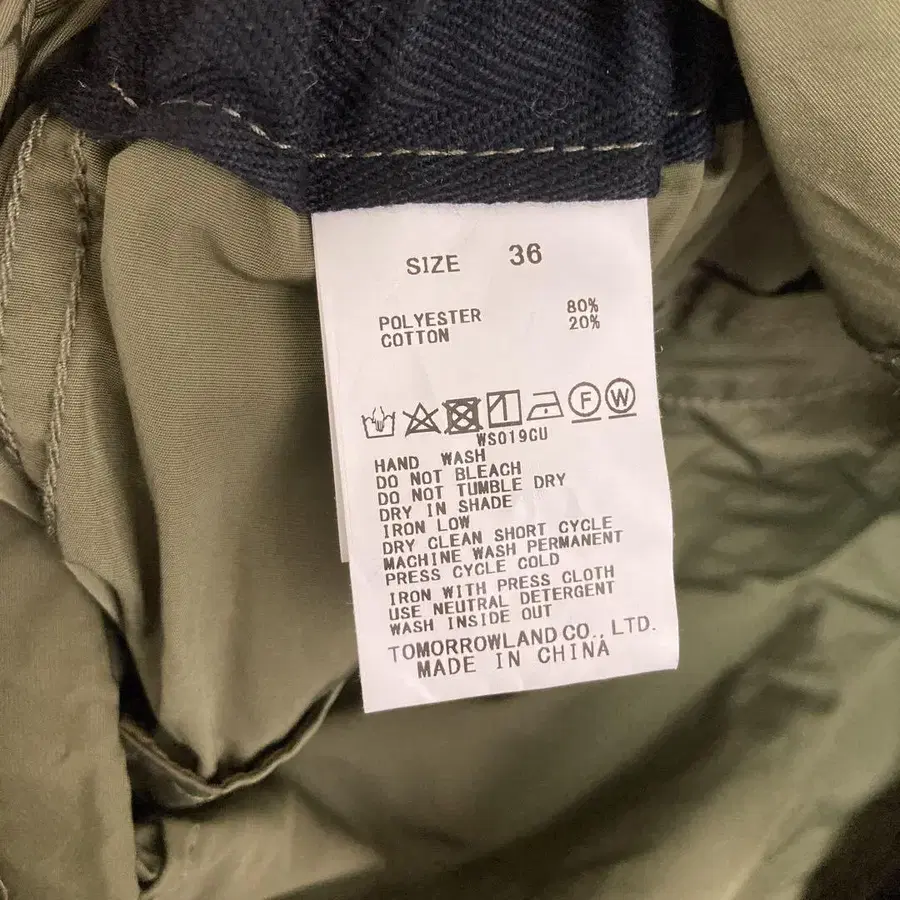 SIZE 36
POLYESTER 80%
COTTON 20%
F W
WS019CU
HAND WASH
DO NOT BLEACH
DO NOT TUMBLE DRY
DRY IN SHADE
IRON LOW
DRY CLEAN SHORT CYCLE
MACHINE WASH PERMANENT
PRESS CYCLE COLD
IRON WITH PRESS CLOTH
USE NEUTRAL DETERGENT
WASH INSIDE OUT
TOMORROWLAND CO., LTD.
MADE IN CHINA